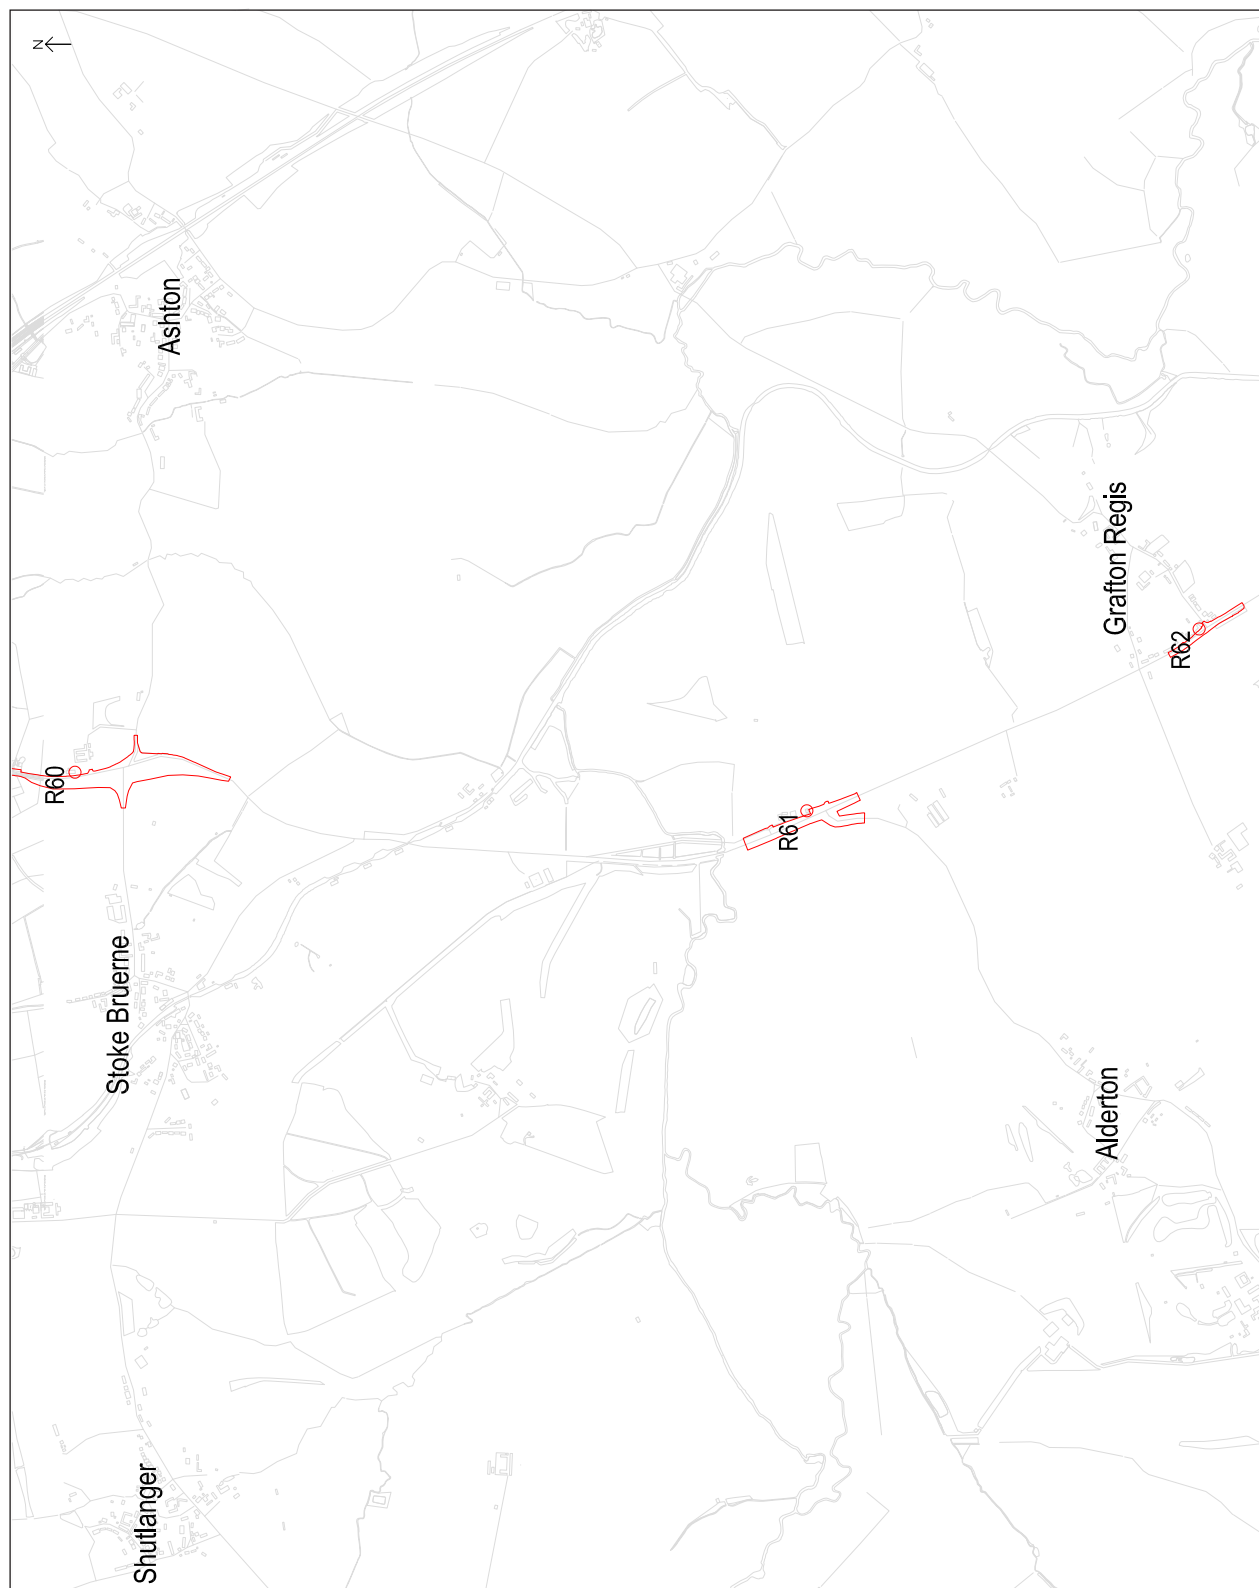 N
Ashton
R60
Stoke Bruerne
Shutlanger
R61
Grafton Regis
R62
Alderton